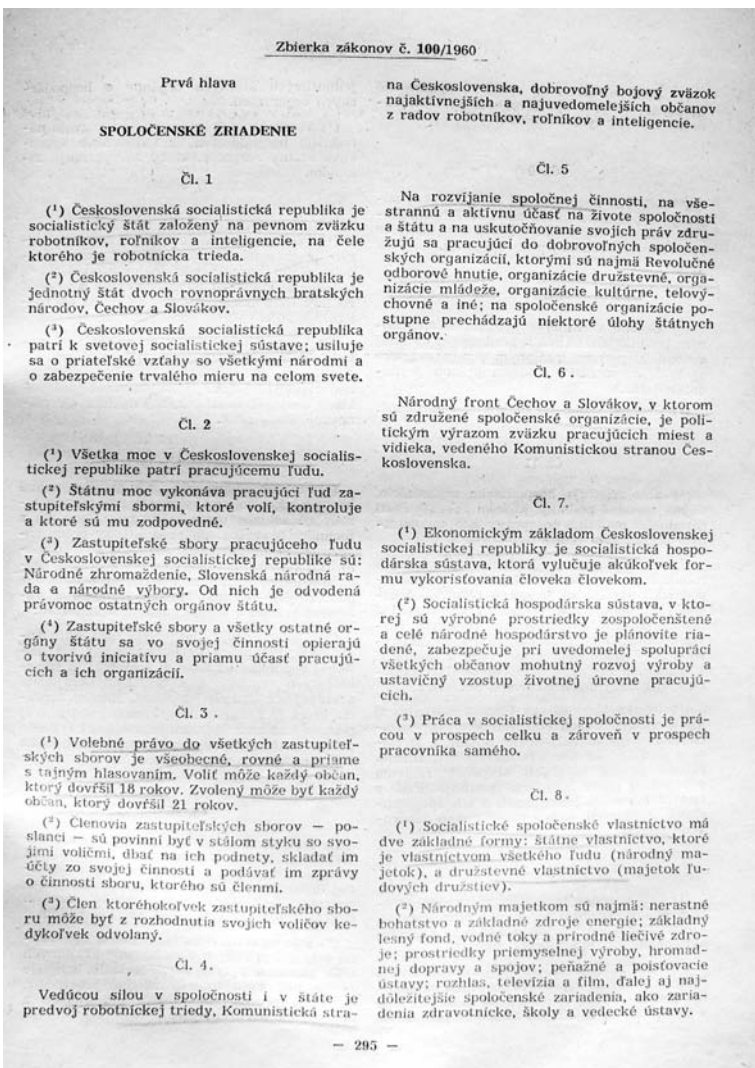 Zbierka zákonov č. 100/1960
Prvá hlava
SPOLOČENSKÉ ZRIADENIE
Čl. 1
(¹) Československá socialistická republika je
socialistický štát založený na pevnom zväzku
robotníkov, roľníkov a inteligencie, na čele
ktorého je robotnícka trieda.
(²) Československá socialistická republika je
jednotný štát dvoch rovnoprávnych bratských
národov, Čechov a Slovákov.
(³) Československá socialistická republika
patrí k svetovej socialistickej sústave; usiluje
sa o priateľské vzťahy so všetkými národmi a
o zabezpečenie trvalého mieru na celom svete.
Čl. 2
(¹) Všetka moc v Československej socialis-
tickej republike patrí pracujúcemu ľudu.
(²) Štátnu moc vykonáva pracujúci ľud za-
stupiteľskými sbormi, ktoré volí, kontroluje
a ktoré sú mu zodpovedné.
(³) Zastupiteľské sbory pracujúceho ľudu
v Československej socialistickej republike sú:
Národné zhromaždenie, Slovenská národná ra-
da a národné výbory. Od nich je odvodená
právomoc ostatných orgánov štátu.
(⁴) Zastupiteľské sbory a všetky ostatné or-
gány štátu sa vo svojej činnosti opierajú
o tvorivú iniciatívu a priamu účasť pracujú-
cich a ich organizácií.
Čl. 3.
(¹) Volebné právo do všetkých zastupiteľ-
ských sborov je všeobecné, rovné a priame
s tajným hlasovaním. Voliť môže každý občan,
ktorý dovŕšil 18 rokov. Zvolený môže byť každý
občan, ktorý dovŕšil 21 rokov.
(²) Členovia zastupiteľských sborov — po-
slanci — sú povinní byť v stálom styku so svo-
jimi voličmi, dbať na ich podnety, skladať im
účty zo svojej činnosti a podávať im zprávy
o činnosti sboru, ktorého sú členmi.
(³) Člen ktoréhokoľvek zastupiteľského sbo-
ru môže byť z rozhodnutia svojich voličov ke-
dykoľvek odvolaný.
Čl. 4.
Vedúcou silou v spoločnosti i v štáte je
predvoj robotníckej triedy, Komunistická stra-
na Československa, dobrovoľný bojový zväzok
najaktívnejších a najuvedomelejších občanov
z radov robotníkov, roľníkov a inteligencie.
Čl. 5
Na rozvíjanie spoločnej činnosti, na vše-
strannú a aktívnu účasť na živote spoločnosti
a štátu a na uskutočňovanie svojich práv zdru-
žujú sa pracujúci do dobrovoľných spoločen-
ských organizácií, ktorými sú najmä Revolučné
odborové hnutie, organizácie družstevné, orga-
nizácie mládeže, organizácie kultúrne, telový-
chovné a iné; na spoločenské organizácie po-
stupne prechádzajú niektoré úlohy štátnych
orgánov.
Čl. 6.
Národný front Čechov a Slovákov, v ktorom
sú združené spoločenské organizácie, je poli-
tickým výrazom zväzku pracujúcich miest a
vidieka, vedeného Komunistickou stranou Čes-
koslovenska.
Čl. 7.
(¹) Ekonomickým základom Československej
socialistickej republiky je socialistická hospo-
dárska sústava, ktorá vylučuje akúkoľvek for-
mu vykorisťovania človeka človekom.
(²) Socialistická hospodárska sústava, v kto-
rej sú výrobné prostriedky zospoločenštené
a celé národné hospodárstvo je plánovite ria-
dené, zabezpečuje pri uvedomelej spolupráci
všetkých občanov mohutný rozvoj výroby a
ustavičný vzostup životnej úrovne pracujú-
cich.
(³) Práca v socialistickej spoločnosti je prá-
cou v prospech celku a zároveň v prospech
pracovníka samého.
Čl. 8.
(¹) Socialistické spoločenské vlastníctvo má
dve základné formy: štátne vlastníctvo, ktoré
je vlastníctvom všetkého ľudu (národný ma-
jetok), a družstevné vlastníctvo (majetok ľu-
dových družstiev).
(²) Národným majetkom sú najmä: nerastné
bohatstvo a základné zdroje energie; základný
lesný fond, vodné toky a prírodné liečivé zdro-
je; prostriedky priemyselnej výroby, hromad-
nej dopravy a spojov; peňažné a poisťovacie
ústavy; rozhlas, televízia a film, ďalej aj naj-
dôležitejšie spoločenské zariadenia, ako zaria-
denia zdravotnícke, školy a vedecké ústavy.
— 295 —